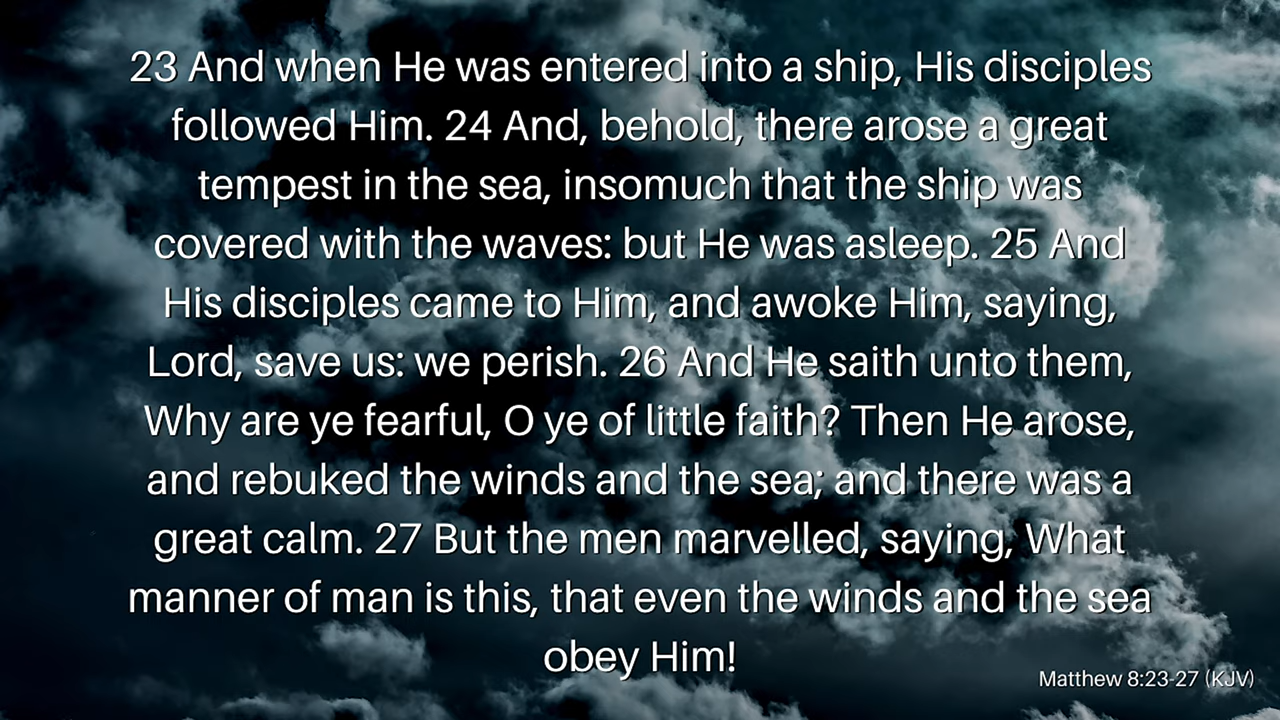 23 And when He was entered into a ship, His disciples
followed Him. 24 And, behold, there arose a great
tempest in the sea, insomuch that the ship was
covered with the waves: but He was asleep. 25 And
His disciples came to Him, and awoke Him, saying,
Lord, save us: we perish. 26 And He saith unto them,
Why are ye fearful, O ye of little faith? Then He arose,
and rebuked the winds and the sea; and there was a
great calm. 27 But the men marvelled, saying, What
manner of man is this, that even the winds and the sea
obey Him!
Matthew 8:23-27 (KJV)